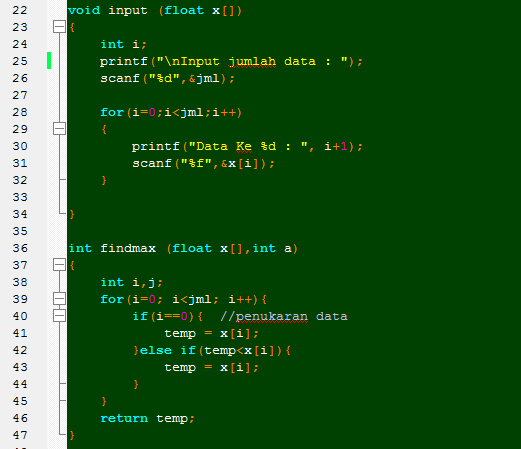 22 void input (float x[])
23 {
24     int i;
25     printf("\nInput jumlah data : ");
26     scanf("%d",&jml);
27
28     for(i=0;i<jml;i++)
29     {
30         printf("Data Ke %d : ", i+1);
31         scanf("%f",&x[i]);
32     }
33
34 }
35
36 int findmax (float x[],int a)
37 {
38     int i,j;
39     for(i=0; i<jml; i++){
40         if(i==0){  //penukaran data
41             temp = x[i];
42         }else if(temp<x[i]){
43             temp = x[i];
44         }
45     }
46     return temp;
47 }